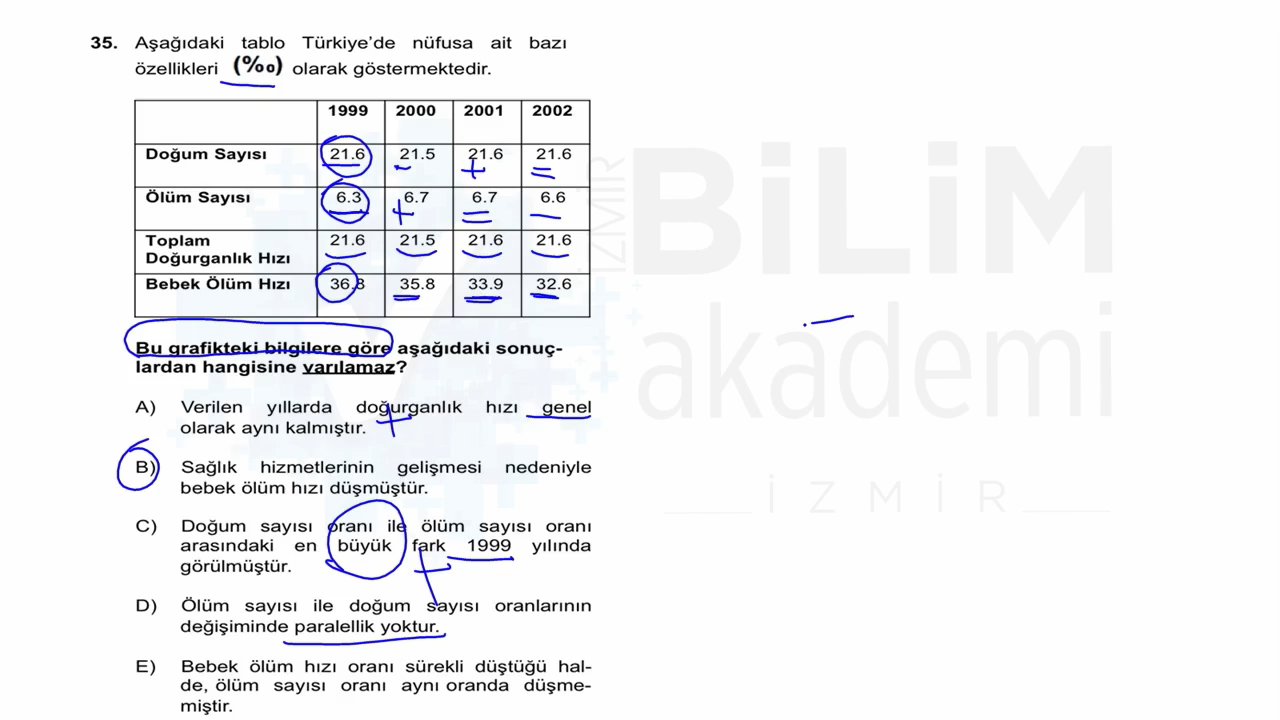 35. Aşağıdaki tablo Türkiye'de nüfusa ait bazı
özellikleri (‰) olarak göstermektedir.
1999 2000 2001 2002
Doğum Sayısı 21.6 21.5 21.6 21.6
Ölüm Sayısı 6.3 6.7 6.7 6.6
Toplam
Doğurganlık Hızı 21.6 21.5 21.6 21.6
Bebek Ölüm Hızı 36.8 35.8 33.9 32.6
Bu grafikteki bilgilere göre aşağıdaki sonuç-
lardan hangisine varılamaz?
A) Verilen yıllarda doğurganlık hızı genel
olarak aynı kalmıştır.
B) Sağlık hizmetlerinin gelişmesi nedeniyle
bebek ölüm hızı düşmüştür.
C) Doğum sayısı oranı ile ölüm sayısı oranı
arasındaki en büyük fark 1999 yılında
görülmüştür.
D) Ölüm sayısı ile doğum sayısı oranlarının
değişiminde paralellik yoktur.
E) Bebek ölüm hızı oranı sürekli düştüğü hal-
de, ölüm sayısı oranı aynı oranda düşme-
miştir.
İZMİR
BiLiM
akademi
İZMİR